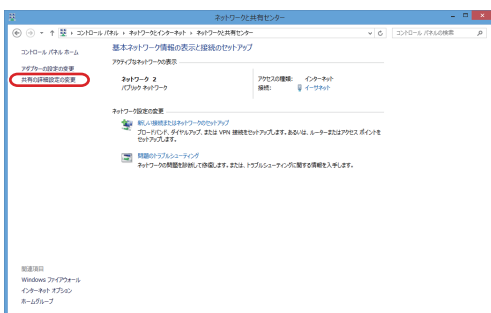 ネットワークと共有センター
コントロール パネル › ネットワークとインターネット › ネットワークと共有センター
コントロール パネルの検索
コントロール パネル ホーム
アダプターの設定の変更
共有の詳細設定の変更
基本ネットワーク情報の表示と接続のセットアップ
アクティブなネットワークの表示
ネットワーク 2
パブリック ネットワーク
アクセスの種類: インターネット
接続: イーサネット
ネットワーク設定の変更
新しい接続またはネットワークのセットアップ
ブロードバンド、ダイヤルアップ、または VPN 接続をセットアップします。あるいは、ルーターまたはアクセス ポイントを
セットアップします。
問題のトラブルシューティング
ネットワークの問題を診断して修復します。または、トラブルシューティングに関する情報を入手します。
関連項目
Windows ファイアウォール
インターネット オプション
ホームグループ